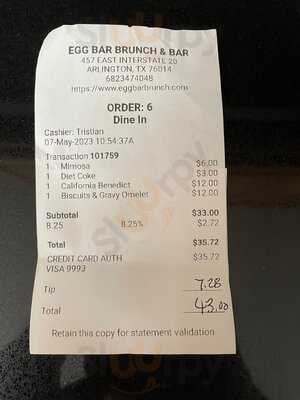 EGG BAR BRUNCH & BAR
457 EAST INTERSTATE 20
ARLINGTON, TX 76014
6823474048
https://www.eggbarbrunch.com
ORDER: 6
Dine In
Cashier: Tristian
07-May-2023 10:54:37A
Transaction 101759
1 Mimosa $6.00
1 Diet Coke $3.00
1 California Benedict $12.00
1 Biscuits & Gravy Omelet $12.00
Subtotal $33.00
8.25 8.25% $2.72
Total $35.72
CREDIT CARD AUTH $35.72
VISA 9993
Tip 7.28
Total 43.00
Retain this copy for statement validation